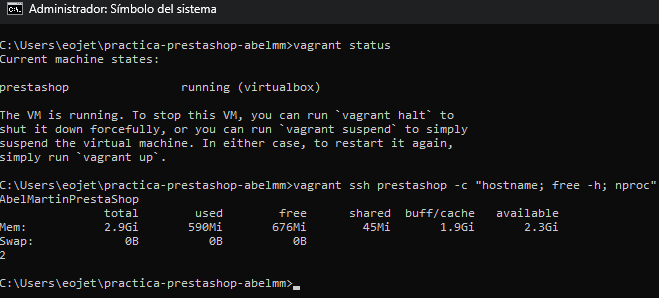 Administrador: Símbolo del sistema
C:\Users\eojet\practica-prestashop-abelmm>vagrant status
Current machine states:
prestashop                running (virtualbox)
The VM is running. To stop this VM, you can run `vagrant halt` to
shut it down forcefully, or you can run `vagrant suspend` to simply
suspend the virtual machine. In either case, to restart it again,
simply run `vagrant up`.
C:\Users\eojet\practica-prestashop-abelmm>vagrant ssh prestashop -c "hostname; free -h; nproc"
AbelMartinPrestaShop
              total        used        free      shared  buff/cache   available
Mem:          2.9Gi       590Mi       676Mi        45Mi       1.9Gi       2.3Gi
Swap:            0B          0B          0B
2
C:\Users\eojet\practica-prestashop-abelmm>